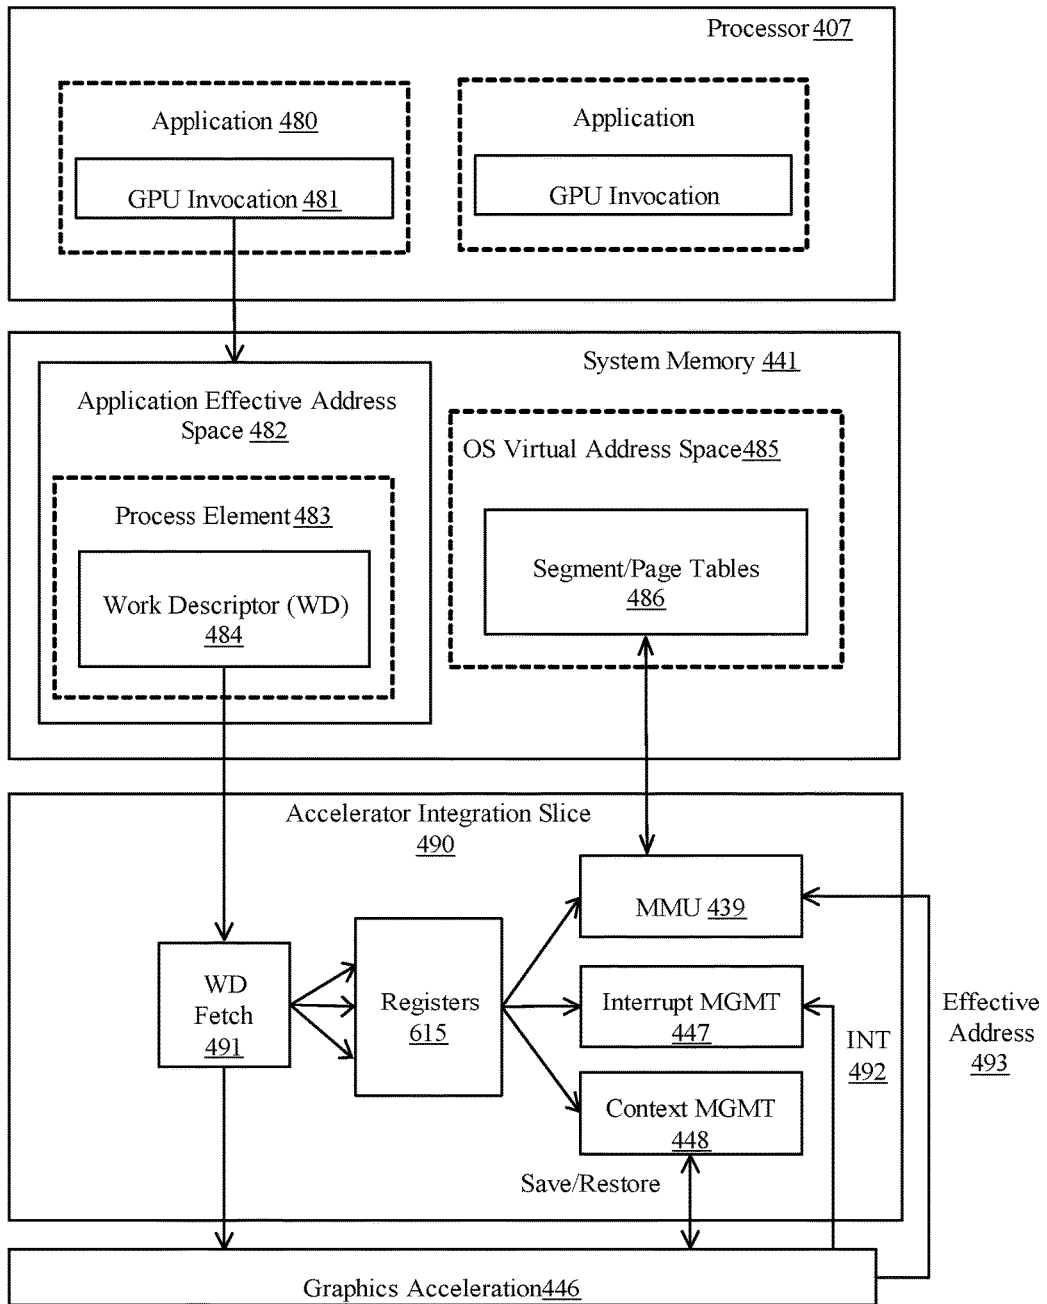 Processor 407
Application 480
GPU Invocation 481
Application
GPU Invocation
System Memory 441
Application Effective Address
Space 482
Process Element 483
Work Descriptor (WD)
484
OS Virtual Address Space485
Segment/Page Tables
486
Accelerator Integration Slice
490
WD
Fetch
491
Registers
615
MMU 439
Interrupt MGMT
447
Context MGMT
448
Save/Restore
INT
492
Effective
Address
493
Graphics Acceleration446